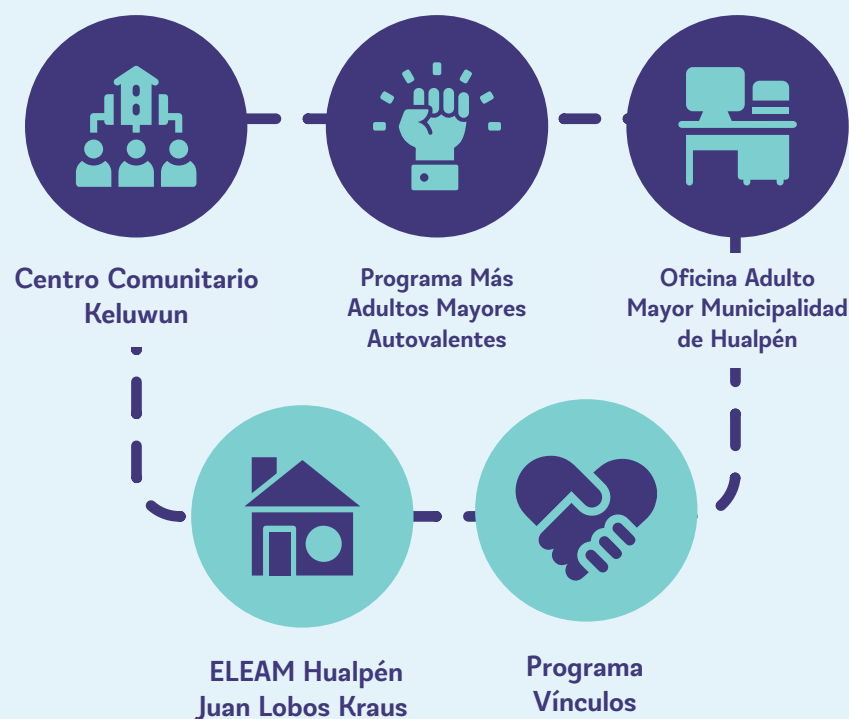 Centro Comunitario
Keluwun
Programa Más
Adultos Mayores
Autovalentes
Oficina Adulto
Mayor Municipalidad
de Hualpén
ELEAM Hualpén
Juan Lobos Kraus
Programa
Vínculos